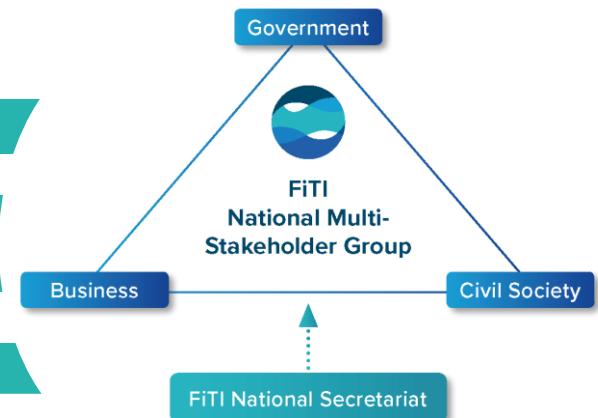 Government
FiTI
National Multi-
Stakeholder Group
Business
Civil Society
FiTI National Secretariat